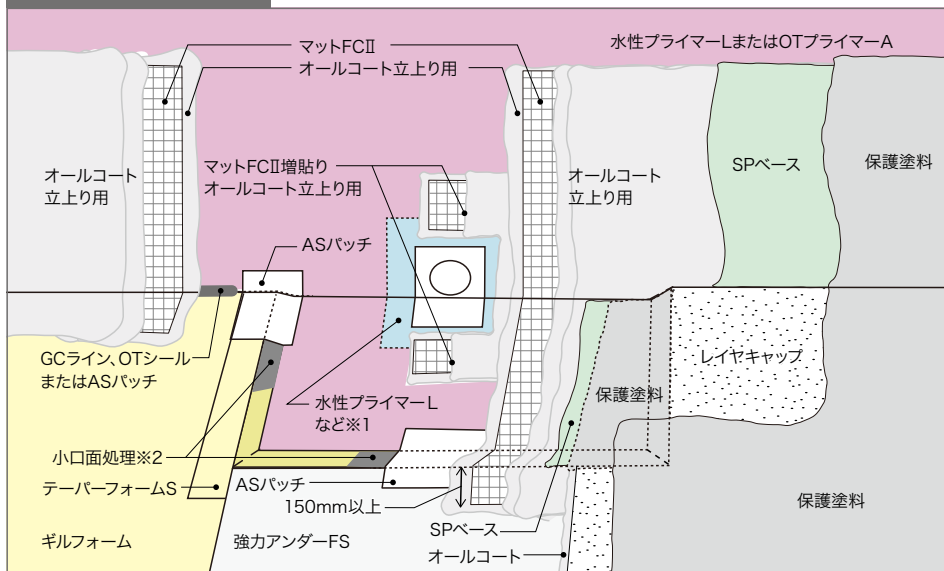 マットFCⅡ
オールコート立上り用
水性プライマーLまたはOTプライマーA
オールコート
立上り用
マットFCⅡ増貼り
オールコート立上り用
オールコート
立上り用
SPベース
保護塗料
ASパッチ
GCライン、OTシール
またはASパッチ
水性プライマーL
など※1
保護塗料
レイヤキャップ
小口面処理※2
テーパーフォームS
ASパッチ
150mm以上
SPベース
オールコート
保護塗料
ギルフォーム
強力アンダーFS